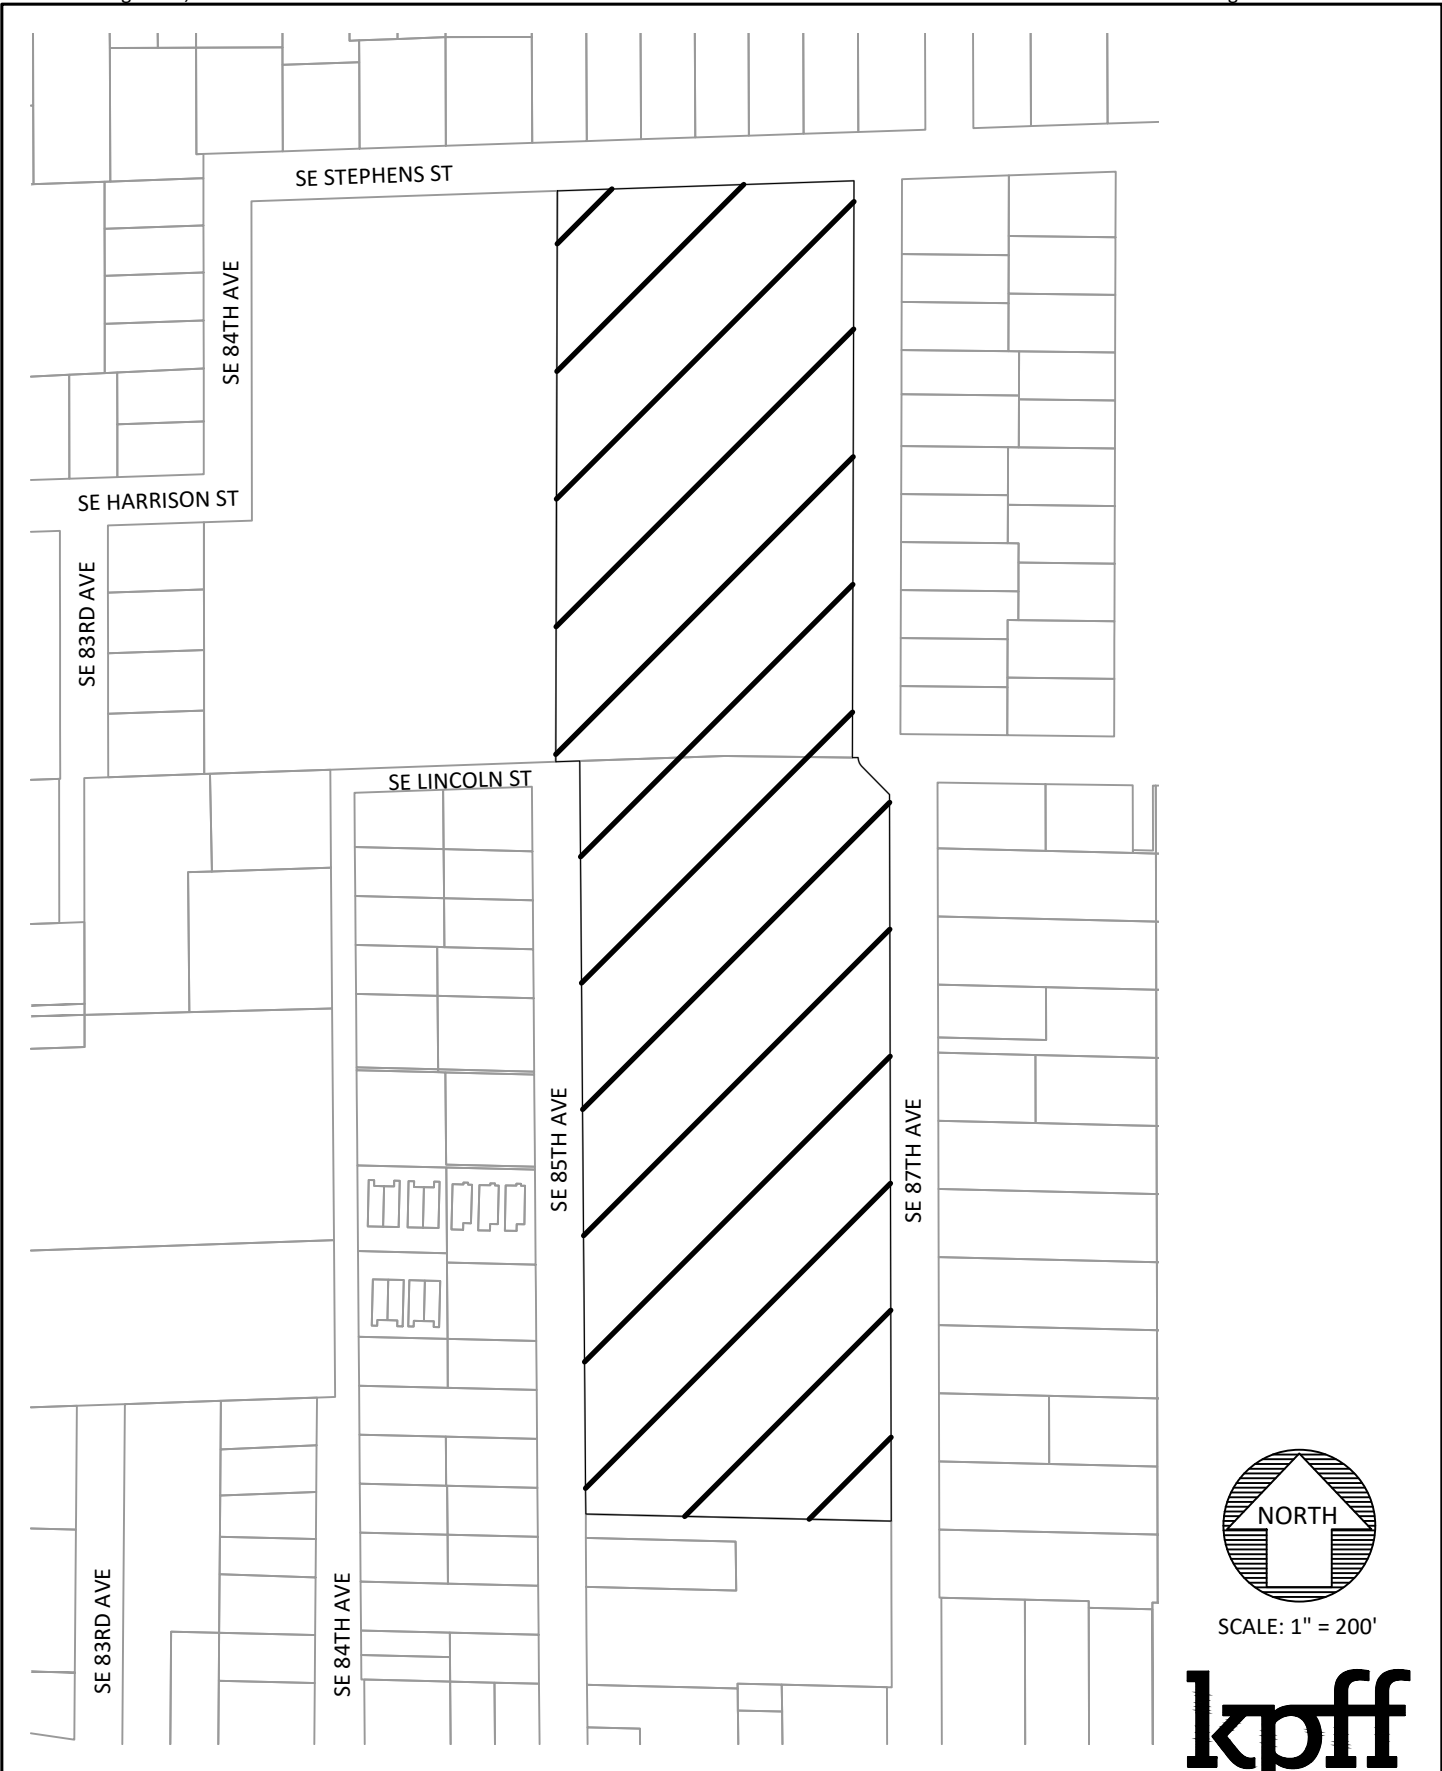 SE STEPHENS ST
SE 84TH AVE
SE HARRISON ST
SE 83RD AVE
SE LINCOLN ST
SE 85TH AVE
SE 87TH AVE
NORTH
SE 83RD AVE
SE 84TH AVE
SCALE: 1" = 200'
kpff